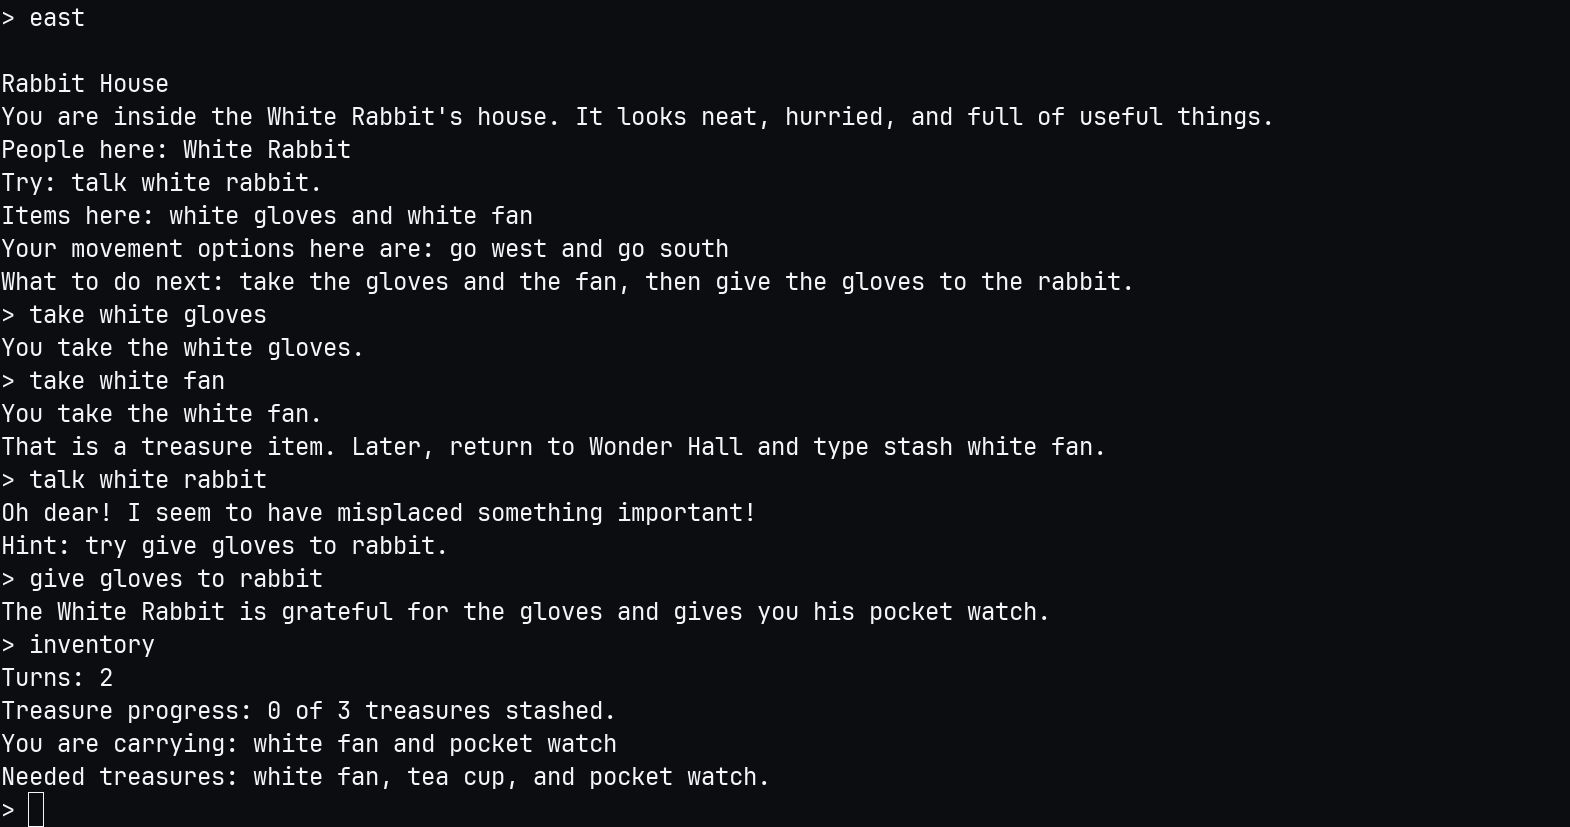 > east
Rabbit House
You are inside the White Rabbit's house. It looks neat, hurried, and full of useful things.
People here: White Rabbit
Try: talk white rabbit.
Items here: white gloves and white fan
Your movement options here are: go west and go south
What to do next: take the gloves and the fan, then give the gloves to the rabbit.
> take white gloves
You take the white gloves.
> take white fan
You take the white fan.
That is a treasure item. Later, return to Wonder Hall and type stash white fan.
> talk white rabbit
Oh dear! I seem to have misplaced something important!
Hint: try give gloves to rabbit.
> give gloves to rabbit
The White Rabbit is grateful for the gloves and gives you his pocket watch.
> inventory
Turns: 2
Treasure progress: 0 of 3 treasures stashed.
You are carrying: white fan and pocket watch
Needed treasures: white fan, tea cup, and pocket watch.
>